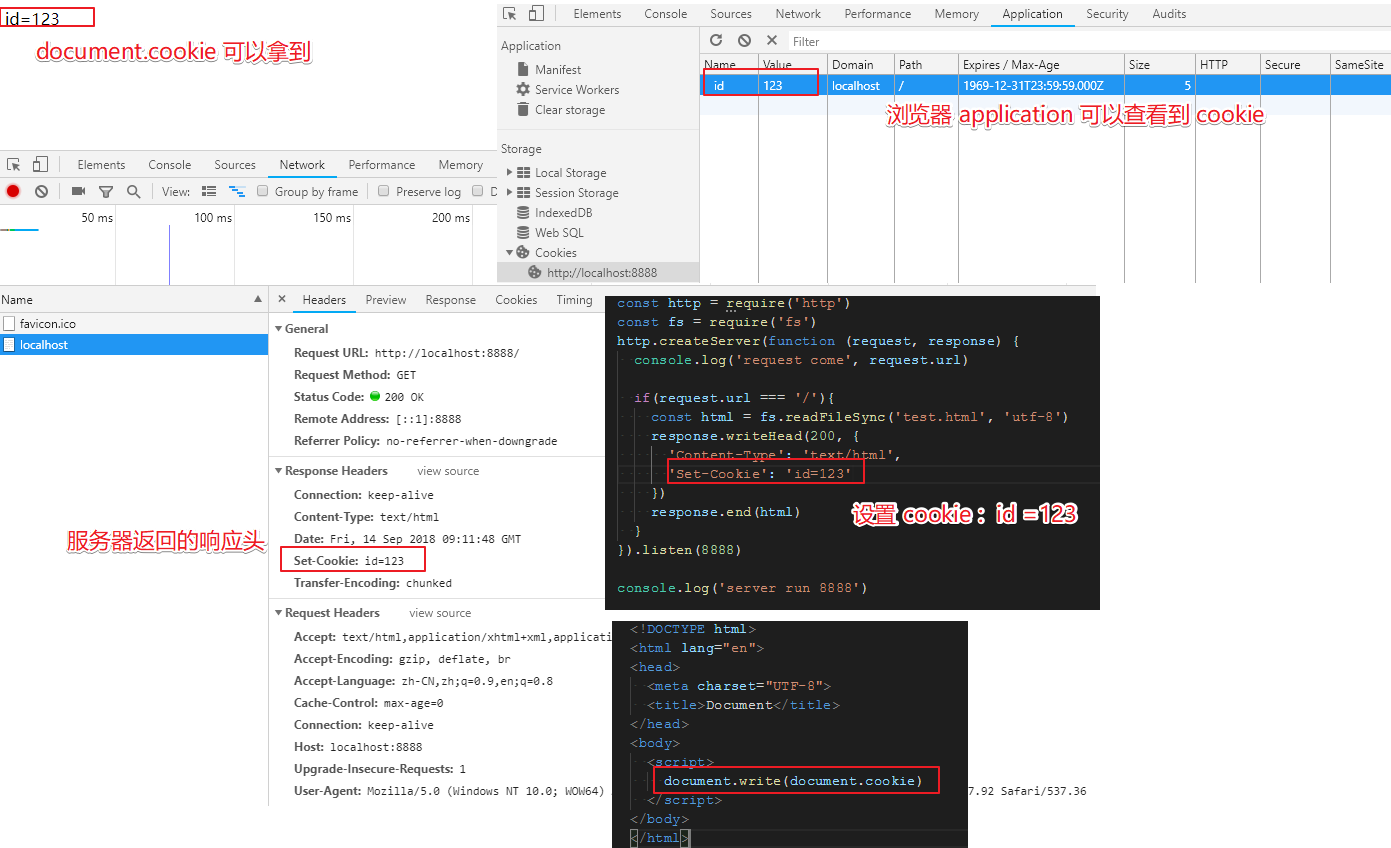 id=123
document.cookie 可以拿到
Elements Console Sources Network Performance Memory Application Security Audits
Application
Manifest
Service Workers
Clear storage
Storage
Local Storage
Session Storage
IndexedDB
Web SQL
Cookies
http://localhost:8888
Filter
Name Value Domain Path Expires / Max-Age Size HTTP Secure SameSite
id 123 localhost / 1969-12-31T23:59:59.000Z 5
浏览器 application 可以查看到 cookie
Elements Console Sources Network Performance Memory
View: Group by frame Preserve log D
50 ms 100 ms 150 ms 200 ms
Name
favicon.ico
localhost
Headers Preview Response Cookies Timing
General
Request URL: http://localhost:8888/
Request Method: GET
Status Code: 200 OK
Remote Address: [::1]:8888
Referrer Policy: no-referrer-when-downgrade
Response Headers view source
Connection: keep-alive
Content-Type: text/html
Date: Fri, 14 Sep 2018 09:11:48 GMT
Set-Cookie: id=123
Transfer-Encoding: chunked
服务器返回的响应头
Request Headers view source
Accept: text/html,application/xhtml+xml,applicati
Accept-Encoding: gzip, deflate, br
Accept-Language: zh-CN,zh;q=0.9,en;q=0.8
Cache-Control: max-age=0
Connection: keep-alive
Host: localhost:8888
Upgrade-Insecure-Requests: 1
User-Agent: Mozilla/5.0 (Windows NT 10.0; WOW64) 7.92 Safari/537.36
const http = require('http')
const fs = require('fs')
http.createServer(function (request, response) {
console.log('request come', request.url)
if(request.url === '/'){
const html = fs.readFileSync('test.html', 'utf-8')
response.writeHead(200, {
'Content-Type': 'text/html',
'Set-Cookie': 'id=123'
})
response.end(html)
}
}).listen(8888)
console.log('server run 8888')
设置 cookie：id =123
<!DOCTYPE html>
<html lang="en">
<head>
<meta charset="UTF-8">
<title>Document</title>
</head>
<body>
<script>
document.write(document.cookie)
</script>
</body>
</html>